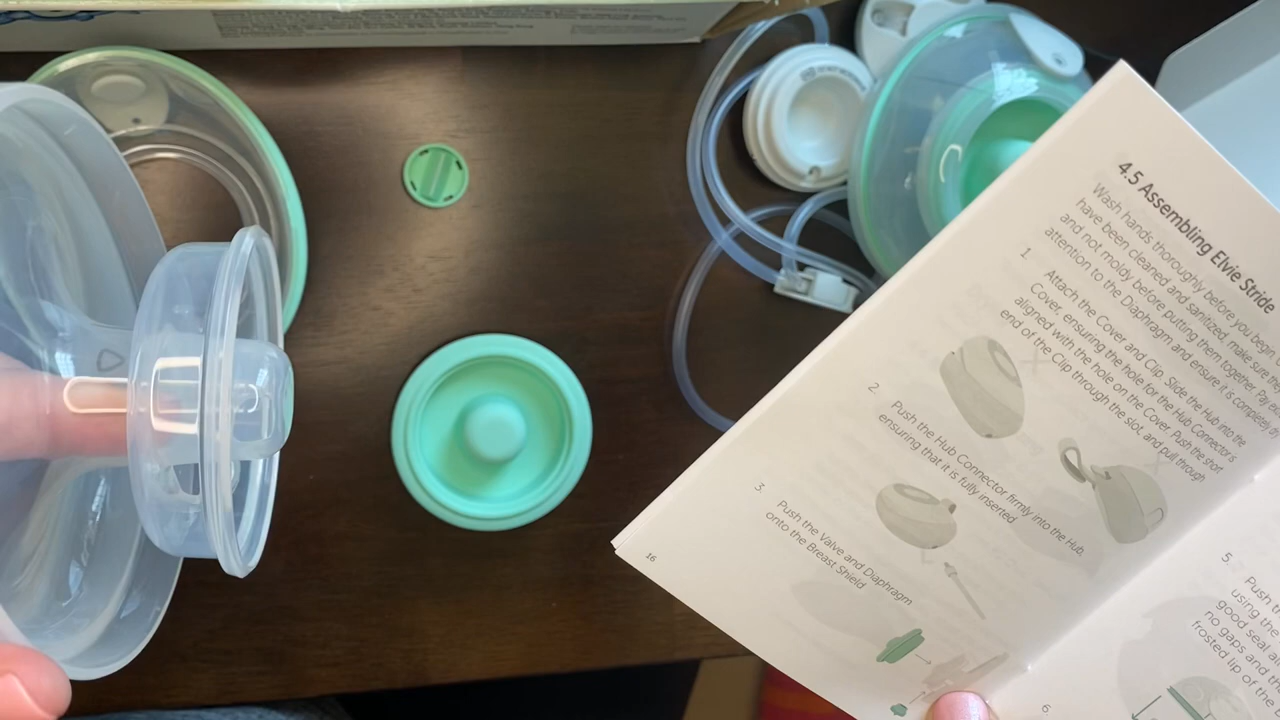 4.5 Assembling Elvie Stride
Wash hands thoroughly before you begin.
have been cleaned and sanitized, make sure the
and not moldy before putting them together. Pay
attention to the Diaphragm and ensure it is completely
1. Attach the Cover and Clip. Slide the Hub into the
Cover, ensuring the hole for the Hub Connector is
aligned with the hole on the Cover. Push the short
end of the Clip through the slot, and pull through
2. Push the Hub Connector firmly into the Hub,
ensuring that it is fully inserted
3. Push the Valve and Diaphragm
onto the Breast Shield
16
5. Push
using the
good seal
no gaps and
frosted lip of the
6.